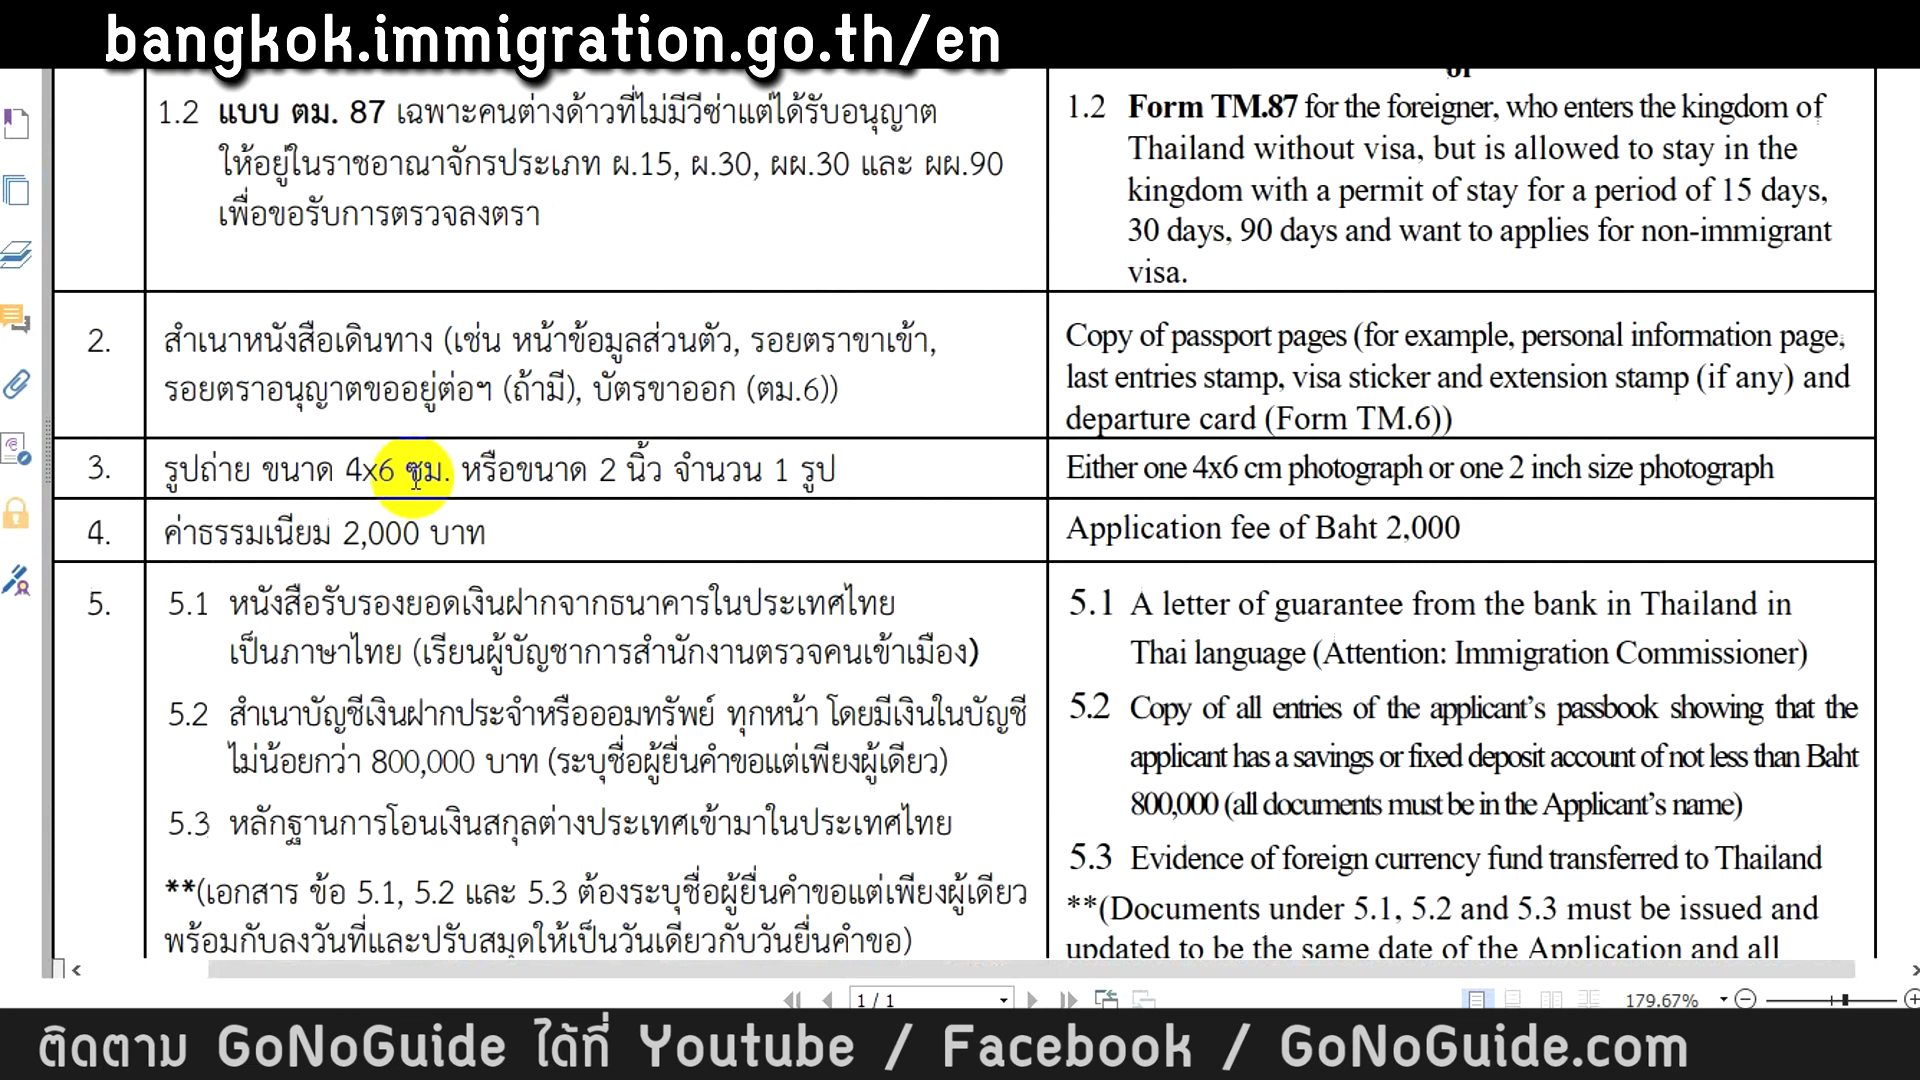 bangkok.immigration.go.th/en
or
1.2 แบบ ตม. 87 เฉพาะคนต่างด้าวที่ไม่มีวีซ่าแต่ได้รับอนุญาต
ให้อยู่ในราชอาณาจักรประเภท ผ.15, ผ.30, ผผ.30 และ ผผ.90
เพื่อขอรับการตรวจลงตรา
1.2 Form TM.87 for the foreigner, who enters the kingdom of
Thailand without visa, but is allowed to stay in the
kingdom with a permit of stay for a period of 15 days,
30 days, 90 days and want to applies for non-immigrant
visa.
2.
สำเนาหนังสือเดินทาง (เช่น หน้าข้อมูลส่วนตัว, รอยตราขาเข้า,
รอยตราอนุญาตขออยู่ต่อฯ (ถ้ามี), บัตรขาออก (ตม.6))
Copy of passport pages (for example, personal information page,
last entries stamp, visa sticker and extension stamp (if any) and
departure card (Form TM.6))
3.
รูปถ่าย ขนาด 4x6 ซม. หรือขนาด 2 นิ้ว จำนวน 1 รูป
Either one 4x6 cm photograph or one 2 inch size photograph
4.
ค่าธรรมเนียม 2,000 บาท
Application fee of Baht 2,000
5.
5.1 หนังสือรับรองยอดเงินฝากจากธนาคารในประเทศไทย
เป็นภาษาไทย (เรียนผู้บัญชาการสำนักงานตรวจคนเข้าเมือง)
5.2 สำเนาบัญชีเงินฝากประจำหรือออมทรัพย์ ทุกหน้า โดยมีเงินในบัญชี
ไม่น้อยกว่า 800,000 บาท (ระบุชื่อผู้ยื่นคำขอแต่เพียงผู้เดียว)
5.3 หลักฐานการโอนเงินสกุลต่างประเทศเข้ามาในประเทศไทย
**(เอกสาร ข้อ 5.1, 5.2 และ 5.3 ต้องระบุชื่อผู้ยื่นคำขอแต่เพียงผู้เดียว
พร้อมกับลงวันที่และปรับสมุดให้เป็นวันเดียวกับวันยื่นคำขอ)
5.1 A letter of guarantee from the bank in Thailand in
Thai language (Attention: Immigration Commissioner)
5.2 Copy of all entries of the applicant's passbook showing that the
applicant has a savings or fixed deposit account of not less than Baht
800,000 (all documents must be in the Applicant's name)
5.3 Evidence of foreign currency fund transferred to Thailand
**(Documents under 5.1, 5.2 and 5.3 must be issued and
updated to be the same date of the Application and all
1 / 1
179.67%
ติดตาม GoNoGuide ได้ที่ Youtube / Facebook / GoNoGuide.com